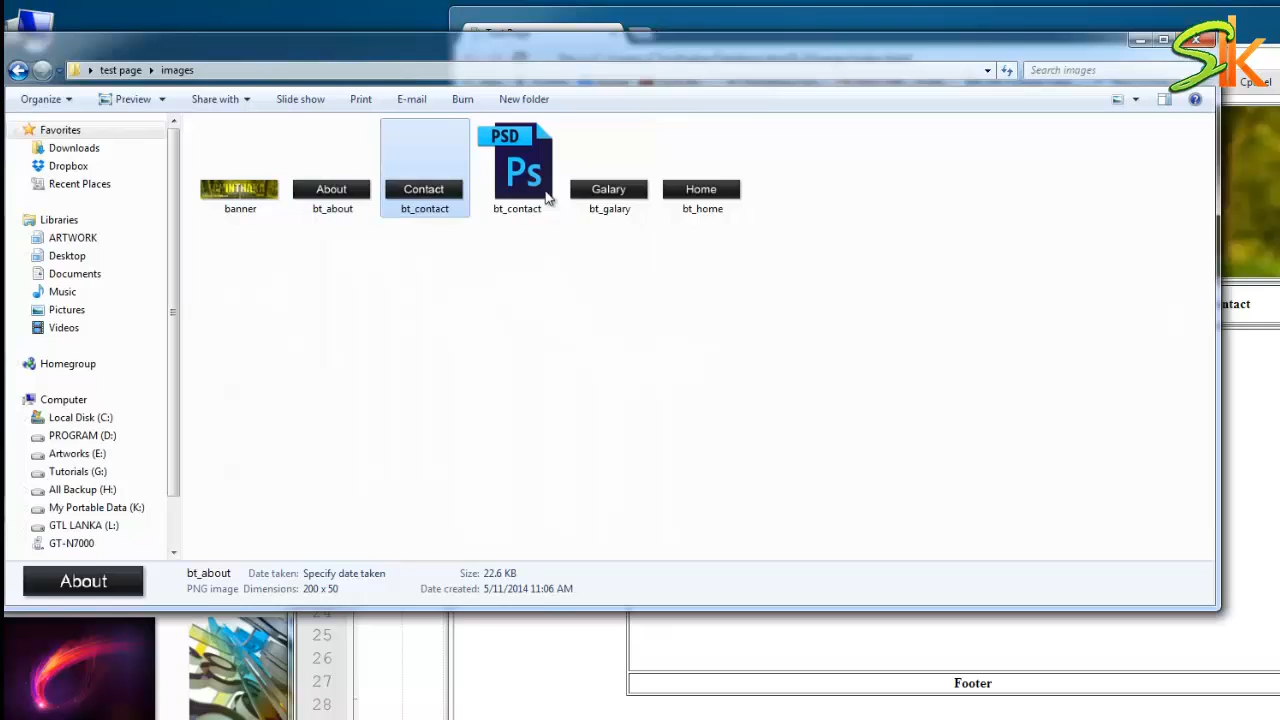 test page images
Search images
Organize Preview Share with Slide show Print E-mail Burn New folder
Favorites
Downloads
Dropbox
Recent Places
Libraries
ARTWORK
Desktop
Documents
Music
Pictures
Videos
Homegroup
Computer
Local Disk (C:)
PROGRAM (D:)
Artworks (E:)
Tutorials (G:)
All Backup (H:)
My Portable Data (K:)
GTL LANKA (L:)
GT-N7000
PSD
Ps
About Contact Galary Home
banner bt_about bt_contact bt_contact bt_galary bt_home
ntact
About
bt_about Date taken: Specify date taken Size: 22.6 KB
PNG image Dimensions: 200 x 50 Date created: 5/11/2014 11:06 AM
25
26
27
28
Footer
Sk